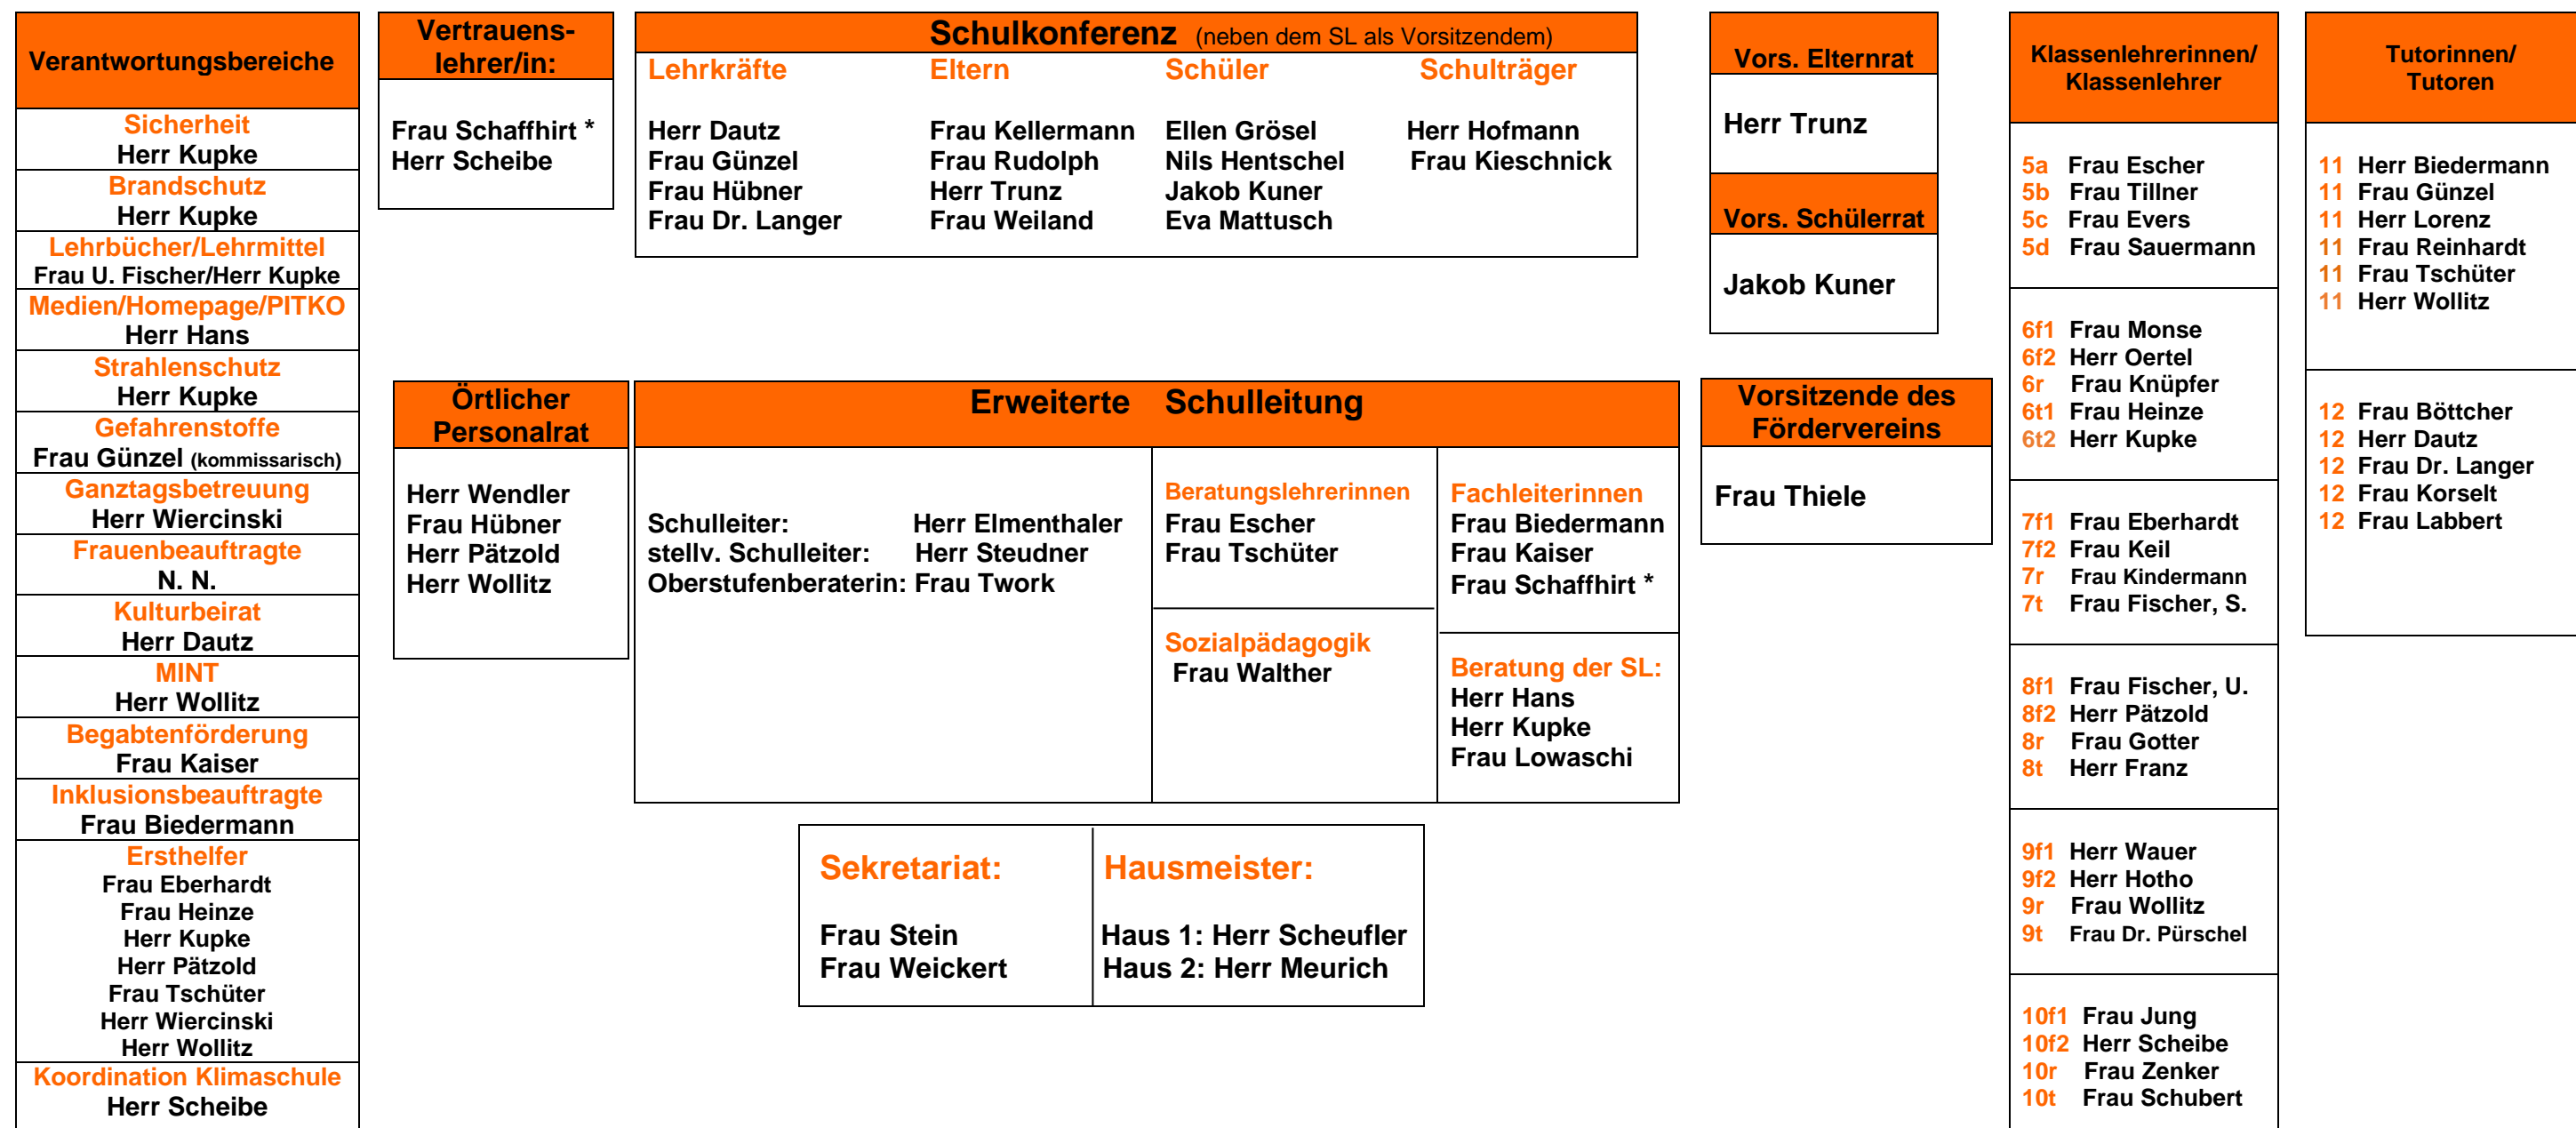 Verantwortungsbereiche
Sicherheit
Herr Kupke
Brandschutz
Herr Kupke
Lehrbücher/Lehrmittel
Frau U. Fischer/Herr Kupke
Medien/Homepage/PITKO
Herr Hans
Strahlenschutz
Herr Kupke
Gefahrenstoffe
Frau Günzel (kommissarisch)
Ganztagsbetreuung
Herr Wiercinski
Frauenbeauftragte
N. N.
Kulturbeirat
Herr Dautz
MINT
Herr Wollitz
Begabtenförderung
Frau Kaiser
Inklusionsbeauftragte
Frau Biedermann
Ersthelfer
Frau Eberhardt
Frau Heinze
Herr Kupke
Herr Pätzold
Frau Tschüter
Herr Wiercinski
Herr Wollitz
Koordination Klimaschule
Herr Scheibe
Vertrauens-
lehrer/in:
Frau Schaffhirt *
Herr Scheibe
Schulkonferenz (neben dem SL als Vorsitzendem)
Lehrkräfte
Herr Dautz
Frau Günzel
Frau Hübner
Frau Dr. Langer
Eltern
Frau Kellermann
Frau Rudolph
Herr Trunz
Frau Weiland
Schüler
Ellen Grösel
Nils Hentschel
Jakob Kuner
Eva Mattusch
Schulträger
Herr Hofmann
Frau Kieschnick
Vors. Elternrat
Herr Trunz
Vors. Schülerrat
Jakob Kuner
Örtlicher
Personalrat
Herr Wendler
Frau Hübner
Herr Pätzold
Herr Wollitz
Erweiterte Schulleitung
Schulleiter: Herr Elmenthaler
stellv. Schulleiter: Herr Steudner
Oberstufenberaterin: Frau Twork
Beratungslehrerinnen
Frau Escher
Frau Tschüter
Sozialpädagogik
Frau Walther
Fachleiterinnen
Frau Biedermann
Frau Kaiser
Frau Schaffhirt *
Beratung der SL:
Herr Hans
Herr Kupke
Frau Lowaschi
Vorsitzende des
Fördervereins
Frau Thiele
Sekretariat:
Frau Stein
Frau Weickert
Hausmeister:
Haus 1: Herr Scheufler
Haus 2: Herr Meurich
Klassenlehrerinnen/
Klassenlehrer
5a Frau Escher
5b Frau Tillner
5c Frau Evers
5d Frau Sauermann
6f1 Frau Monse
6f2 Herr Oertel
6r Frau Knüpfer
6t1 Frau Heinze
6t2 Herr Kupke
7f1 Frau Eberhardt
7f2 Frau Keil
7r Frau Kindermann
7t Frau Fischer, S.
8f1 Frau Fischer, U.
8f2 Herr Pätzold
8r Frau Gotter
8t Herr Franz
9f1 Herr Wauer
9f2 Herr Hotho
9r Frau Wollitz
9t Frau Dr. Pürschel
10f1 Frau Jung
10f2 Herr Scheibe
10r Frau Zenker
10t Frau Schubert
Tutorinnen/
Tutoren
11 Herr Biedermann
11 Frau Günzel
11 Herr Lorenz
11 Frau Reinhardt
11 Frau Tschüter
11 Herr Wollitz
12 Frau Böttcher
12 Herr Dautz
12 Frau Dr. Langer
12 Frau Korselt
12 Frau Labbert